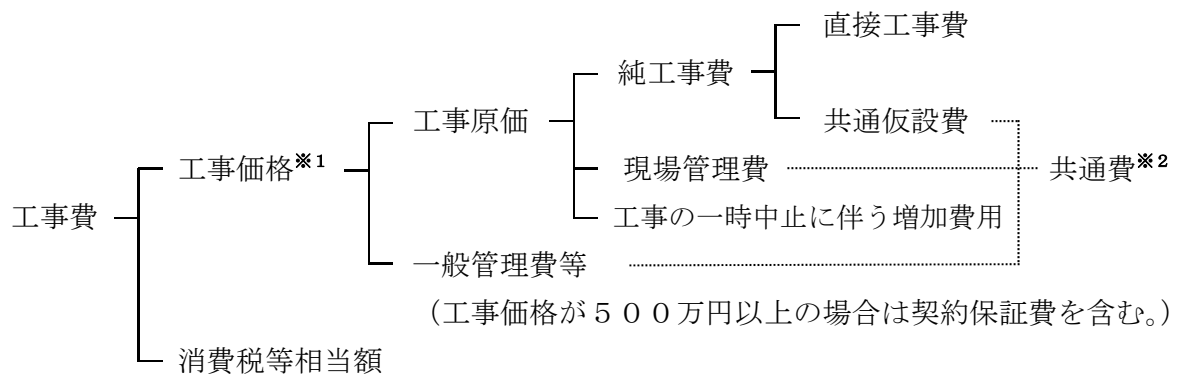 直接工事費
純工事費
共通仮設費
工事原価
工事価格※1
現場管理費
共通費※2
工事費
工事の一時中止に伴う増加費用
一般管理費等
（工事価格が５００万円以上の場合は契約保証費を含む。）
消費税等相当額